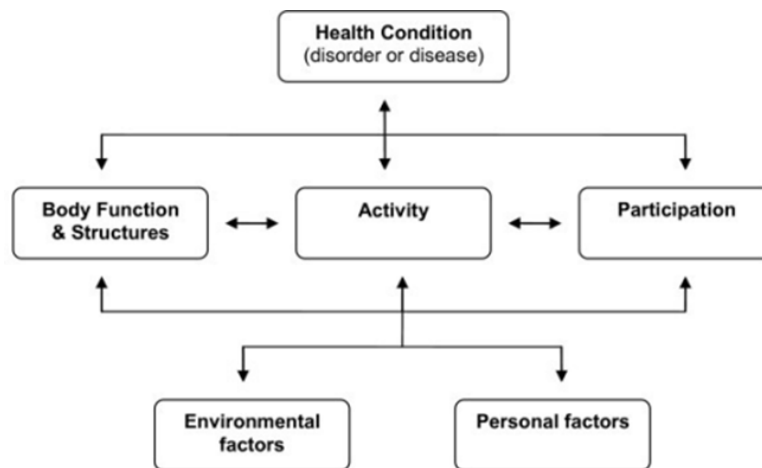 Health Condition
(disorder or disease)
Body Function
& Structures
Activity
Participation
Environmental
factors
Personal factors